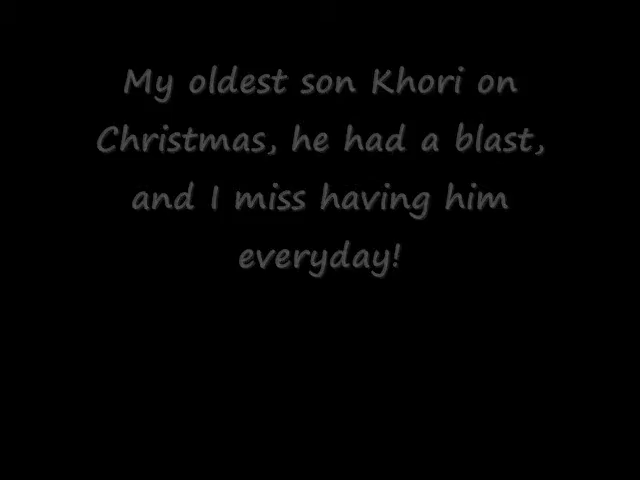 My oldest son Khori on
Christmas, he had a blast,
and I miss having him
everyday!